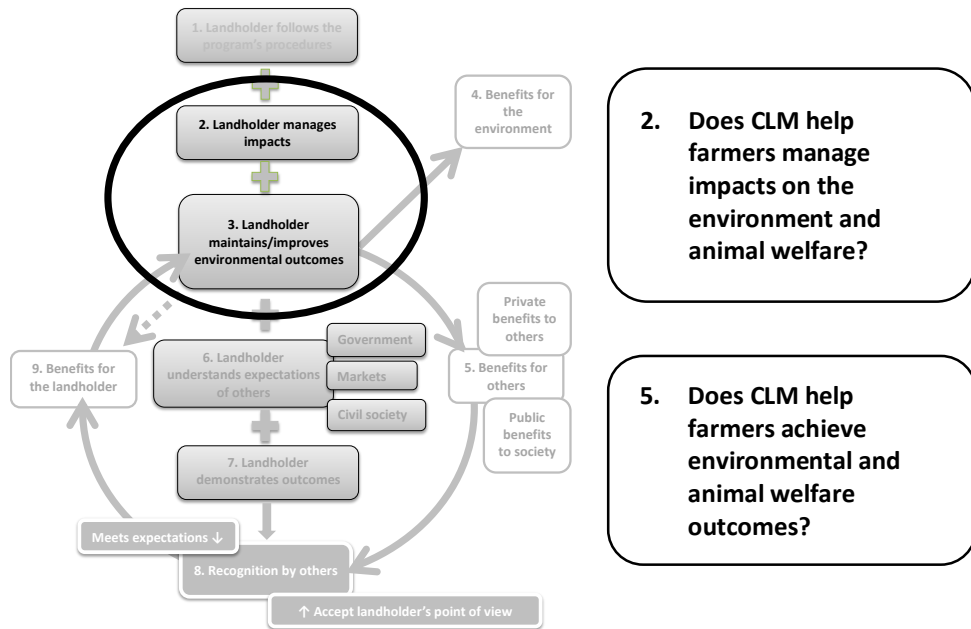 1. Landholder follows the
program's procedures
2. Landholder manages
impacts
3. Landholder
maintains/improves
environmental outcomes
4. Benefits for
the
environment
Private
benefits to
others
5. Benefits for
others
Public
benefits
to society
6. Landholder
understands expectations
of others
Government
Markets
Civil society
7. Landholder
demonstrates outcomes
Meets expectations ↓
8. Recognition by others
↑ Accept landholder's point of view
9. Benefits for
the landholder
2. Does CLM help
farmers manage
impacts on the
environment and
animal welfare?
5. Does CLM help
farmers achieve
environmental and
animal welfare
outcomes?